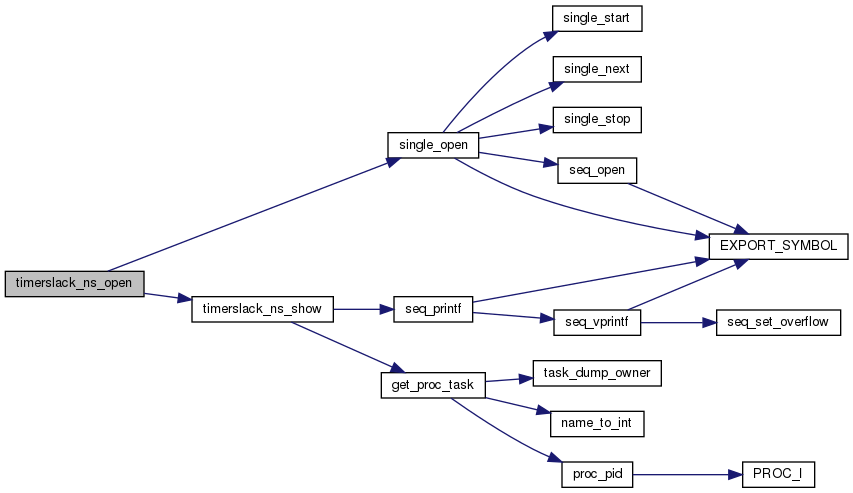 single_start
single_next
single_stop
single_open
seq_open
EXPORT_SYMBOL
timerslack_ns_open
timerslack_ns_show
seq_printf
seq_vprintf
seq_set_overflow
task_dump_owner
get_proc_task
name_to_int
proc_pid
PROC_I